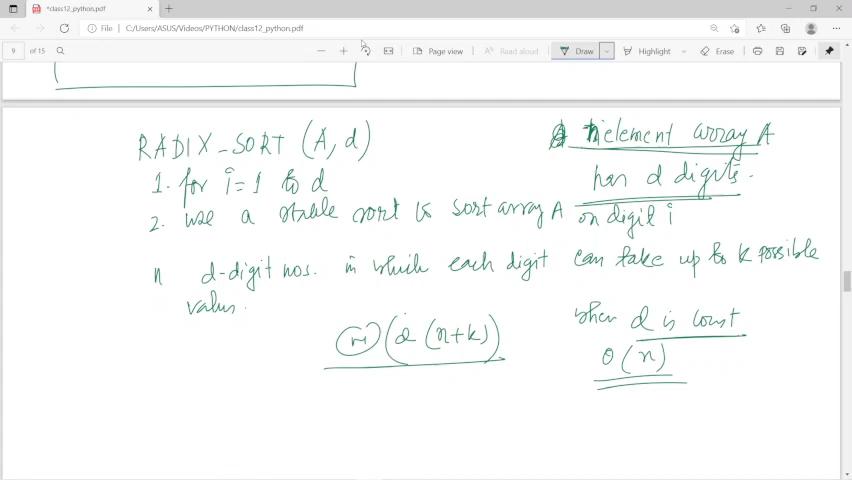 *class12_python.pdf
File C:/Users/ASUS/Videos/PYTHON/class12_python.pdf
9 of 15 Page view Read aloud Draw Highlight Erase
RADIX-SORT (A, d)
n element array A
has d digits.
1. for i=1 to d
2. use a stable sort to sort array A on digit i
n d-digit nos. in which each digit can take up to k possible
values.
(d (n+k))
when d is const
θ(n)